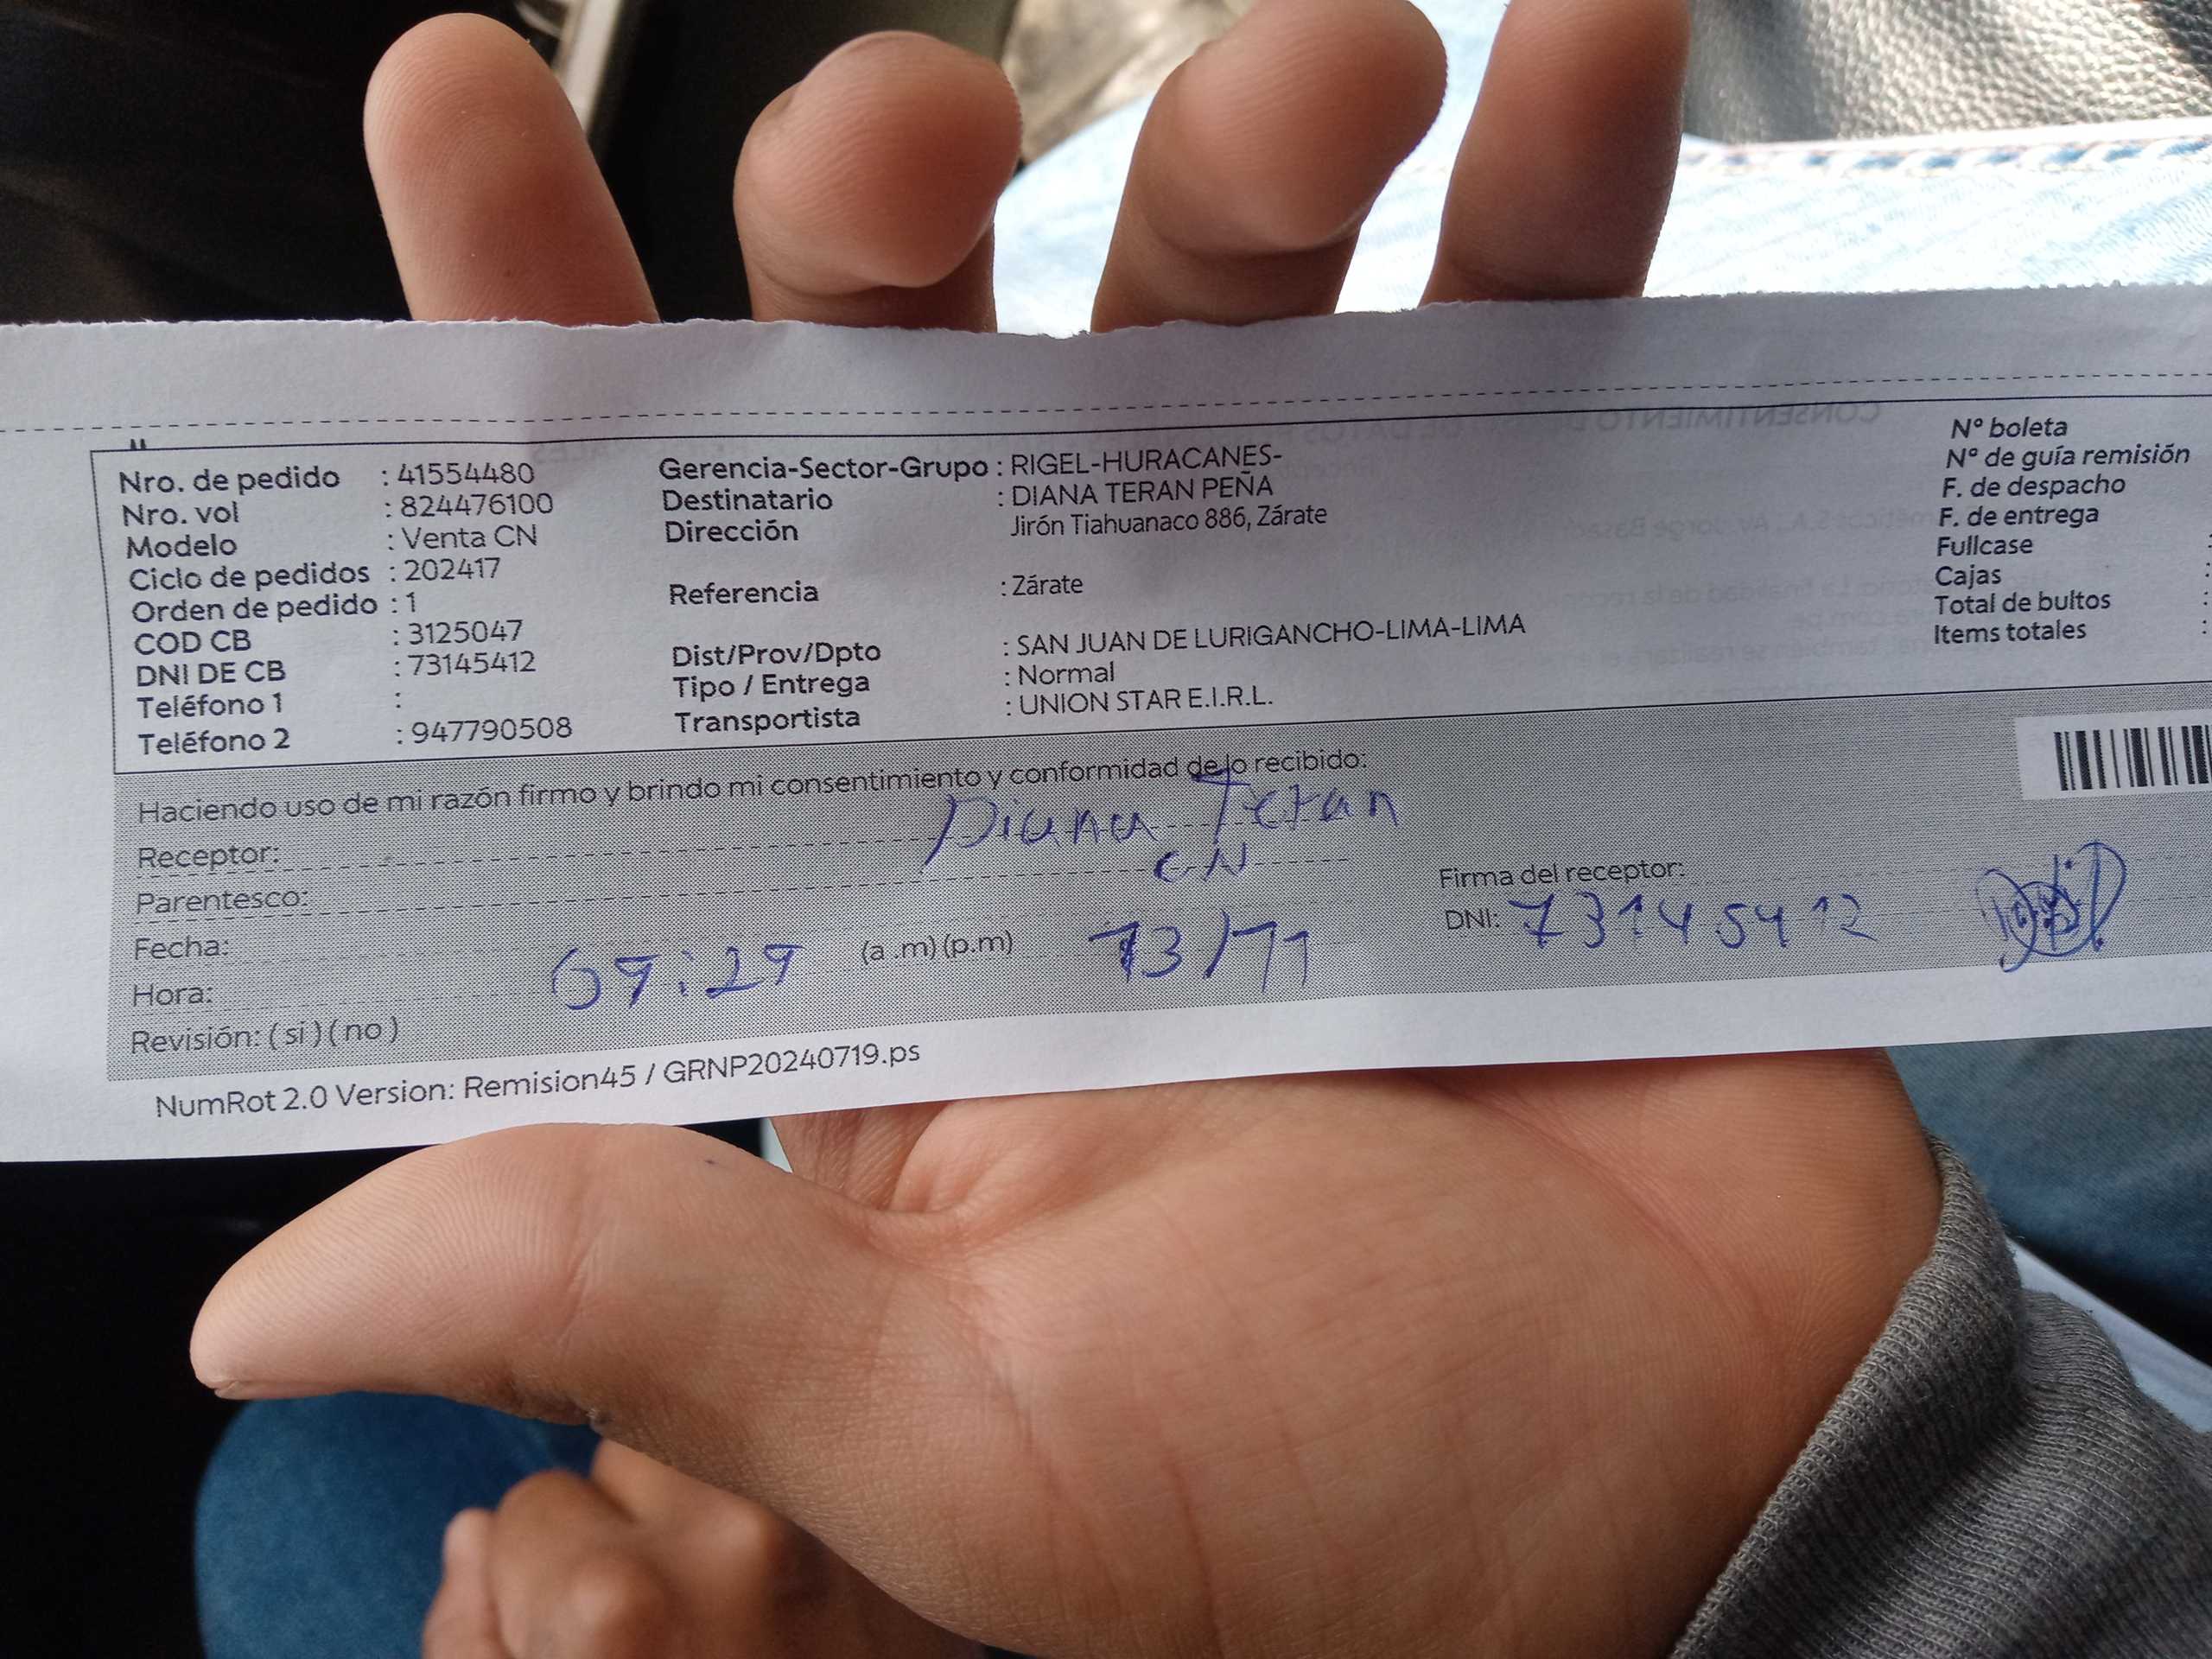 Nro. de pedido : 41554480
Nro. vol : 824476100
Modelo : Venta CN
Ciclo de pedidos : 202417
Orden de pedido : 1
COD CB : 3125047
DNI DE CB : 73145412
Teléfono 1 :
Teléfono 2 : 947790508
Gerencia-Sector-Grupo : RIGEL-HURACANES-
Destinatario : DIANA TERAN PEÑA
Dirección Jirón Tiahuanaco 886, Zárate
Referencia : Zárate
Dist/Prov/Dpto : SAN JUAN DE LURIGANCHO-LIMA-LIMA
Tipo / Entrega : Normal
Transportista : UNION STAR E.I.R.L.
N° boleta
N° de guía remisión
F. de despacho
F. de entrega
Fullcase :
Cajas :
Total de bultos :
Items totales :
Haciendo uso de mi razón firmo y brindo mi consentimiento y conformidad de lo recibido:
Receptor: Diana Teran
Parentesco: CN
Fecha: 13/11
Hora: 09:29 (a .m) (p.m)
Revisión: ( si ) ( no )
Firma del receptor:
DNI: 73145412
NumRot 2.0 Version: Remision45 / GRNP20240719.ps